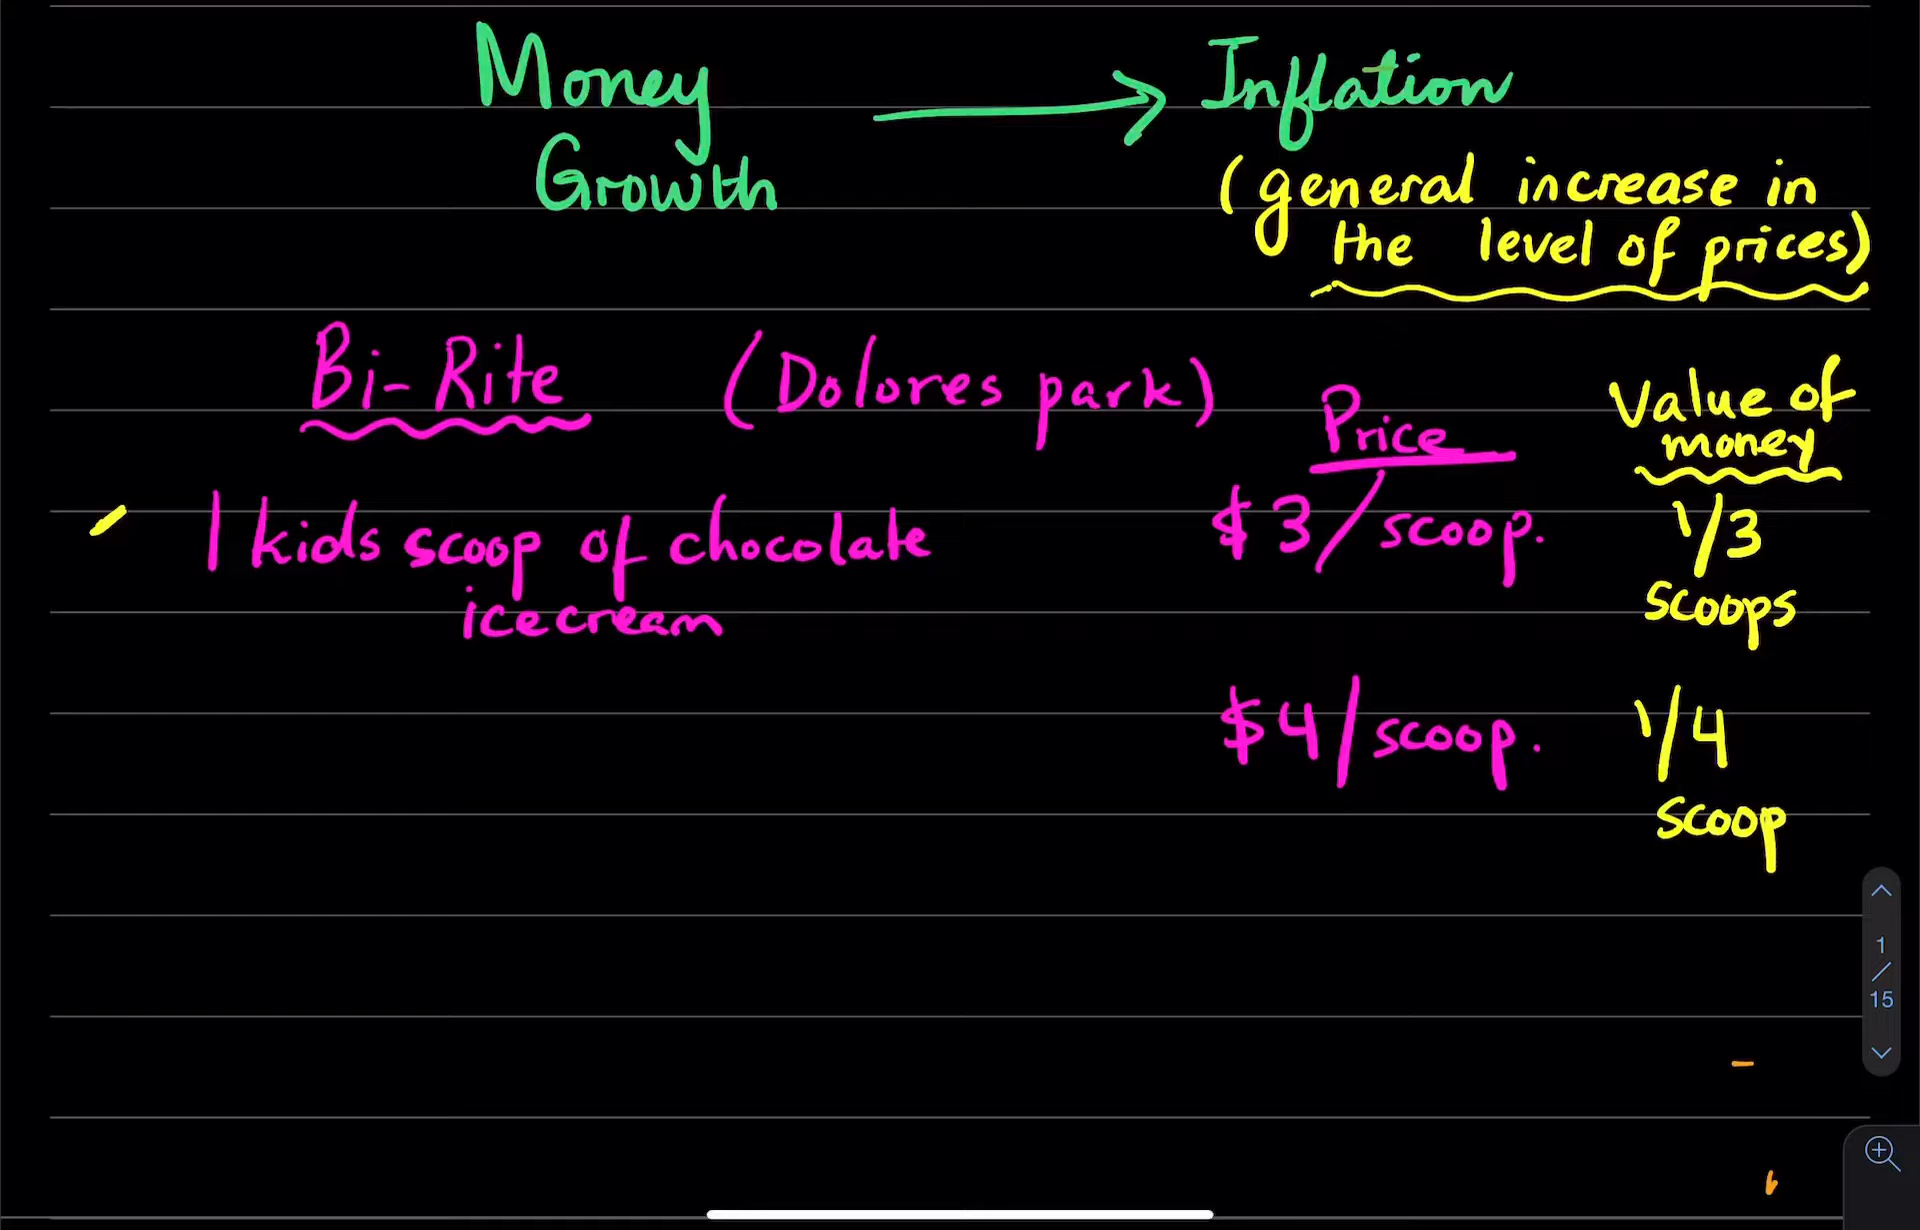 Money → Inflation
Growth
(general increase in
the level of prices)
Bi-Rite (Dolores park)
Price
Value of
money
1 kids scoop of chocolate
icecream
$3/scoop.
1/3
scoops
$4/scoop.
1/4
scoop
1
/
15